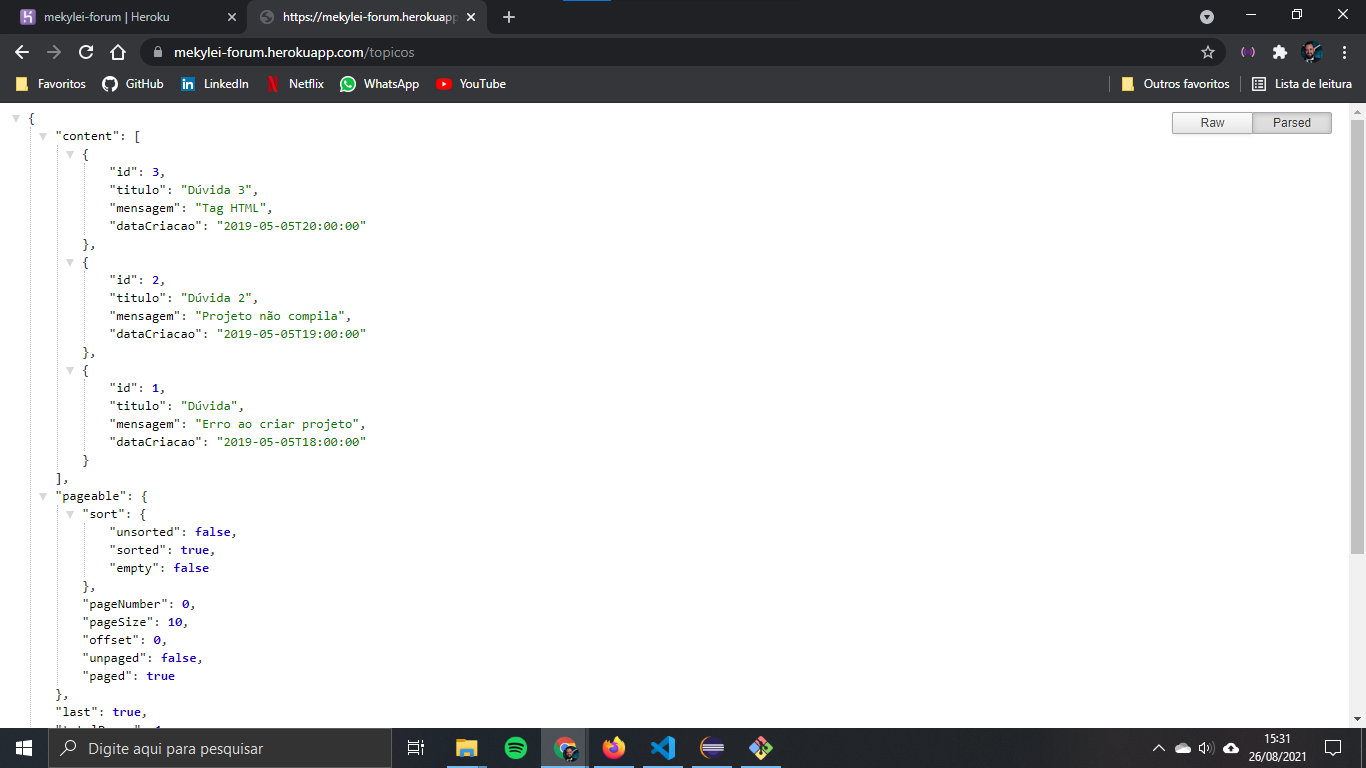 mekylei-forum | Heroku
https://mekylei-forum.herokuapp
mekylei-forum.herokuapp.com/topicos
Favoritos GitHub LinkedIn Netflix WhatsApp YouTube Outros favoritos Lista de leitura
Raw Parsed
{
"content": [
{
"id": 3,
"titulo": "Dúvida 3",
"mensagem": "Tag HTML",
"dataCriacao": "2019-05-05T20:00:00"
},
{
"id": 2,
"titulo": "Dúvida 2",
"mensagem": "Projeto não compila",
"dataCriacao": "2019-05-05T19:00:00"
},
{
"id": 1,
"titulo": "Dúvida",
"mensagem": "Erro ao criar projeto",
"dataCriacao": "2019-05-05T18:00:00"
}
],
"pageable": {
"sort": {
"unsorted": false,
"sorted": true,
"empty": false
},
"pageNumber": 0,
"pageSize": 10,
"offset": 0,
"unpaged": false,
"paged": true
},
"last": true,
Digite aqui para pesquisar
15:31
26/08/2021